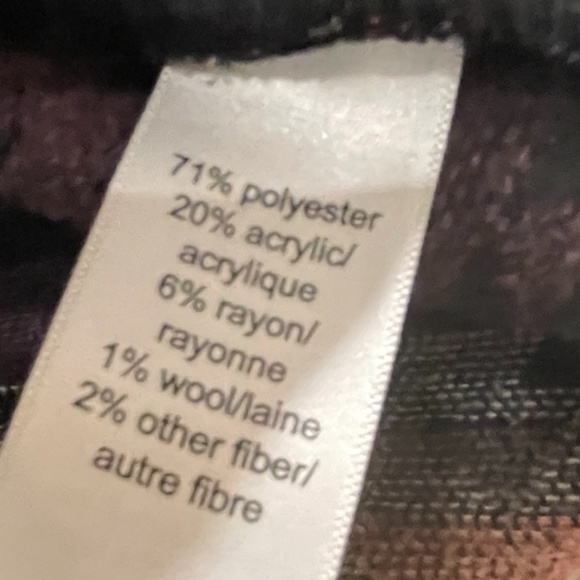 71% polyester
20% acrylic/
acrylique
6% rayon/
rayonne
1% wool/laine
2% other fiber/
autre fibre